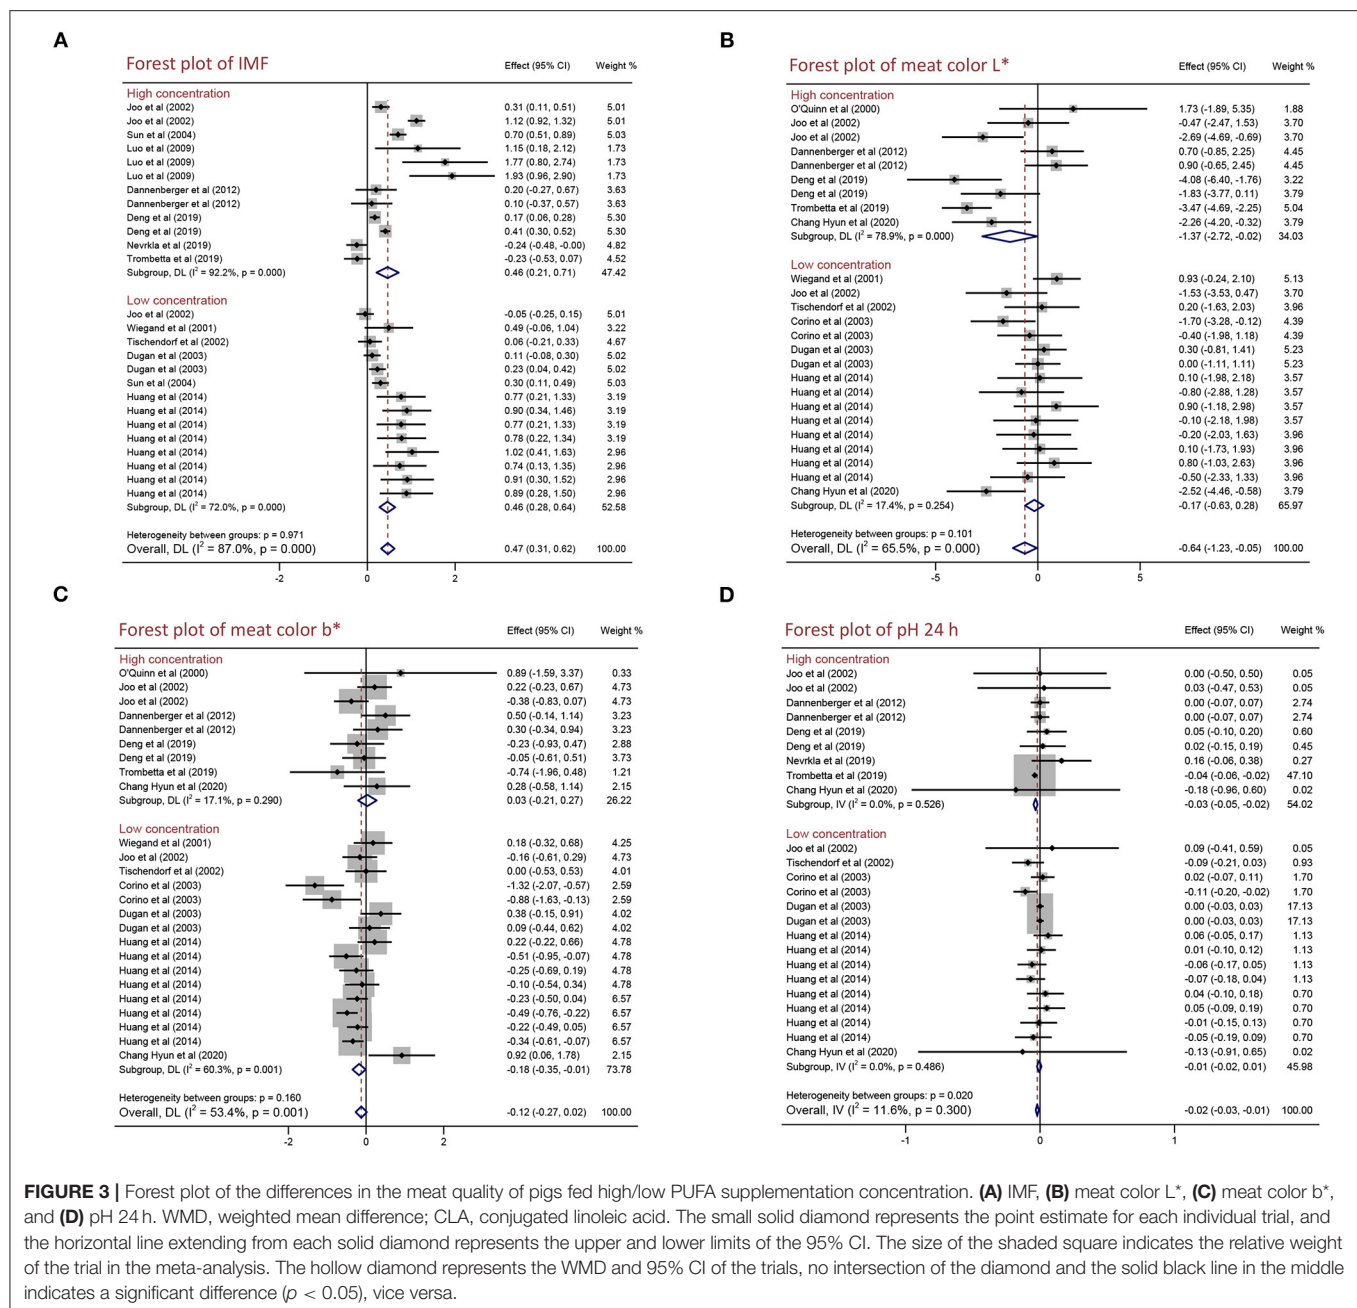 A
Forest plot of IMF
Effect (95% CI) Weight %
High concentration
Joo et al (2002) 0.31 (0.11, 0.51) 5.01
Joo et al (2002) 1.12 (0.92, 1.32) 5.01
Sun et al (2004) 0.70 (0.51, 0.89) 5.03
Luo et al (2009) 1.15 (0.18, 2.12) 1.73
Luo et al (2009) 1.77 (0.80, 2.74) 1.73
Luo et al (2009) 1.93 (0.96, 2.90) 1.73
Dannenberger et al (2012) 0.20 (-0.27, 0.67) 3.63
Dannenberger et al (2012) 0.10 (-0.37, 0.57) 3.63
Deng et al (2019) 0.17 (0.06, 0.28) 5.30
Deng et al (2019) 0.41 (0.30, 0.52) 5.30
Nevrkla et al (2019) -0.24 (-0.48, -0.00) 4.82
Trombetta et al (2019) -0.23 (-0.53, 0.07) 4.52
Subgroup, DL (I² = 92.2%, p = 0.000) 0.46 (0.21, 0.71) 47.42
Low concentration
Joo et al (2002) -0.05 (-0.25, 0.15) 5.01
Wiegand et al (2001) 0.49 (-0.06, 1.04) 3.22
Tischendorf et al (2002) 0.06 (-0.21, 0.33) 4.67
Dugan et al (2003) 0.11 (-0.08, 0.30) 5.02
Dugan et al (2003) 0.23 (0.04, 0.42) 5.02
Sun et al (2004) 0.30 (0.11, 0.49) 5.03
Huang et al (2014) 0.77 (0.21, 1.33) 3.19
Huang et al (2014) 0.90 (0.34, 1.46) 3.19
Huang et al (2014) 0.77 (0.21, 1.33) 3.19
Huang et al (2014) 0.78 (0.22, 1.34) 3.19
Huang et al (2014) 1.02 (0.41, 1.63) 2.96
Huang et al (2014) 0.74 (0.13, 1.35) 2.96
Huang et al (2014) 0.91 (0.30, 1.52) 2.96
Huang et al (2014) 0.89 (0.28, 1.50) 2.96
Subgroup, DL (I² = 72.0%, p = 0.000) 0.46 (0.28, 0.64) 52.58
Heterogeneity between groups: p = 0.971
Overall, DL (I² = 87.0%, p = 0.000) 0.47 (0.31, 0.62) 100.00
-2 0 2
B
Forest plot of meat color L*
Effect (95% CI) Weight %
High concentration
O'Quinn et al (2000) 1.73 (-1.89, 5.35) 1.88
Joo et al (2002) -0.47 (-2.47, 1.53) 3.70
Joo et al (2002) -2.69 (-4.69, -0.69) 3.70
Dannenberger et al (2012) 0.70 (-0.85, 2.25) 4.45
Dannenberger et al (2012) 0.90 (-0.65, 2.45) 4.45
Deng et al (2019) -4.08 (-6.40, -1.76) 3.22
Deng et al (2019) -1.83 (-3.77, 0.11) 3.79
Trombetta et al (2019) -3.47 (-4.69, -2.25) 5.04
Chang Hyun et al (2020) -2.26 (-4.20, -0.32) 3.79
Subgroup, DL (I² = 78.9%, p = 0.000) -1.37 (-2.72, -0.02) 34.03
Low concentration
Wiegand et al (2001) 0.93 (-0.24, 2.10) 5.13
Joo et al (2002) -1.53 (-3.53, 0.47) 3.70
Tischendorf et al (2002) 0.20 (-1.63, 2.03) 3.96
Corino et al (2003) -1.70 (-3.28, -0.12) 4.39
Corino et al (2003) -0.40 (-1.98, 1.18) 4.39
Dugan et al (2003) 0.30 (-0.81, 1.41) 5.23
Dugan et al (2003) 0.00 (-1.11, 1.11) 5.23
Huang et al (2014) 0.10 (-1.98, 2.18) 3.57
Huang et al (2014) -0.80 (-2.88, 1.28) 3.57
Huang et al (2014) 0.90 (-1.18, 2.98) 3.57
Huang et al (2014) -0.10 (-2.18, 1.98) 3.57
Huang et al (2014) -0.20 (-2.03, 1.63) 3.96
Huang et al (2014) 0.10 (-1.73, 1.93) 3.96
Huang et al (2014) 0.80 (-1.03, 2.63) 3.96
Huang et al (2014) -0.50 (-2.33, 1.33) 3.96
Chang Hyun et al (2020) -2.52 (-4.46, -0.58) 3.79
Subgroup, DL (I² = 17.4%, p = 0.254) -0.17 (-0.63, 0.28) 65.97
Heterogeneity between groups: p = 0.101
Overall, DL (I² = 65.5%, p = 0.000) -0.64 (-1.23, -0.05) 100.00
-5 0 5
C
Forest plot of meat color b*
Effect (95% CI) Weight %
High concentration
O'Quinn et al (2000) 0.89 (-1.59, 3.37) 0.33
Joo et al (2002) 0.22 (-0.23, 0.67) 4.73
Joo et al (2002) -0.38 (-0.83, 0.07) 4.73
Dannenberger et al (2012) 0.50 (-0.14, 1.14) 3.23
Dannenberger et al (2012) 0.30 (-0.34, 0.94) 3.23
Deng et al (2019) -0.23 (-0.93, 0.47) 2.88
Deng et al (2019) -0.05 (-0.61, 0.51) 3.73
Trombetta et al (2019) -0.74 (-1.96, 0.48) 1.21
Chang Hyun et al (2020) 0.28 (-0.58, 1.14) 2.15
Subgroup, DL (I² = 17.1%, p = 0.290) 0.03 (-0.21, 0.27) 26.22
Low concentration
Wiegand et al (2001) 0.18 (-0.32, 0.68) 4.25
Joo et al (2002) -0.16 (-0.61, 0.29) 4.73
Tischendorf et al (2002) 0.00 (-0.53, 0.53) 4.01
Corino et al (2003) -1.32 (-2.07, -0.57) 2.59
Corino et al (2003) -0.88 (-1.63, -0.13) 2.59
Dugan et al (2003) 0.38 (-0.15, 0.91) 4.02
Dugan et al (2003) 0.09 (-0.44, 0.62) 4.02
Huang et al (2014) 0.22 (-0.22, 0.66) 4.78
Huang et al (2014) -0.51 (-0.95, -0.07) 4.78
Huang et al (2014) -0.25 (-0.69, 0.19) 4.78
Huang et al (2014) -0.10 (-0.54, 0.34) 4.78
Huang et al (2014) -0.23 (-0.50, 0.04) 6.57
Huang et al (2014) -0.49 (-0.76, -0.22) 6.57
Huang et al (2014) -0.22 (-0.49, 0.05) 6.57
Huang et al (2014) -0.34 (-0.61, -0.07) 6.57
Chang Hyun et al (2020) 0.92 (0.06, 1.78) 2.15
Subgroup, DL (I² = 60.3%, p = 0.001) -0.18 (-0.35, -0.01) 73.78
Heterogeneity between groups: p = 0.160
Overall, DL (I² = 53.4%, p = 0.001) -0.12 (-0.27, 0.02) 100.00
-2 0 2
D
Forest plot of pH 24 h
Effect (95% CI) Weight %
High concentration
Joo et al (2002) 0.00 (-0.50, 0.50) 0.05
Joo et al (2002) 0.03 (-0.47, 0.53) 0.05
Dannenberger et al (2012) 0.00 (-0.07, 0.07) 2.74
Dannenberger et al (2012) 0.00 (-0.07, 0.07) 2.74
Deng et al (2019) 0.05 (-0.10, 0.20) 0.60
Deng et al (2019) 0.02 (-0.15, 0.19) 0.45
Nevrkla et al (2019) 0.16 (-0.06, 0.38) 0.27
Trombetta et al (2019) -0.04 (-0.06, -0.02) 47.10
Chang Hyun et al (2020) -0.18 (-0.96, 0.60) 0.02
Subgroup, IV (I² = 0.0%, p = 0.526) -0.03 (-0.05, -0.02) 54.02
Low concentration
Joo et al (2002) 0.09 (-0.41, 0.59) 0.05
Tischendorf et al (2002) -0.09 (-0.21, 0.03) 0.93
Corino et al (2003) 0.02 (-0.07, 0.11) 1.70
Corino et al (2003) -0.11 (-0.20, -0.02) 1.70
Dugan et al (2003) 0.00 (-0.03, 0.03) 17.13
Dugan et al (2003) 0.00 (-0.03, 0.03) 17.13
Huang et al (2014) 0.06 (-0.05, 0.17) 1.13
Huang et al (2014) 0.01 (-0.10, 0.12) 1.13
Huang et al (2014) -0.06 (-0.17, 0.05) 1.13
Huang et al (2014) -0.07 (-0.18, 0.04) 1.13
Huang et al (2014) 0.04 (-0.10, 0.18) 0.70
Huang et al (2014) 0.05 (-0.09, 0.19) 0.70
Huang et al (2014) -0.01 (-0.15, 0.13) 0.70
Huang et al (2014) -0.05 (-0.19, 0.09) 0.70
Chang Hyun et al (2020) -0.13 (-0.91, 0.65) 0.02
Subgroup, IV (I² = 0.0%, p = 0.486) -0.01 (-0.02, 0.01) 45.98
Heterogeneity between groups: p = 0.020
Overall, IV (I² = 11.6%, p = 0.300) -0.02 (-0.03, -0.01) 100.00
-1 0 1
FIGURE 3 | Forest plot of the differences in the meat quality of pigs fed high/low PUFA supplementation concentration. (A) IMF, (B) meat color L*, (C) meat color b*,
and (D) pH 24 h. WMD, weighted mean difference; CLA, conjugated linoleic acid. The small solid diamond represents the point estimate for each individual trial, and
the horizontal line extending from each solid diamond represents the upper and lower limits of the 95% CI. The size of the shaded square indicates the relative weight
of the trial in the meta-analysis. The hollow diamond represents the WMD and 95% CI of the trials, no intersection of the diamond and the solid black line in the middle
indicates a significant difference (p < 0.05), vice versa.